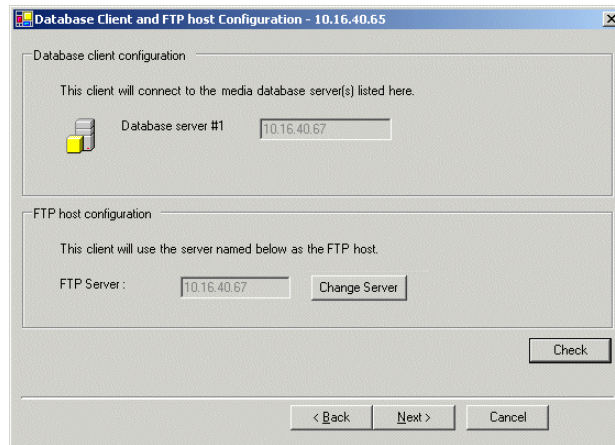 Database Client and FTP host Configuration - 10.16.40.65
Database client configuration
This client will connect to the media database server(s) listed here.
Database server #1 10.16.40.67
FTP host configuration
This client will use the server named below as the FTP host.
FTP Server : 10.16.40.67 Change Server
Check
< Back Next > Cancel